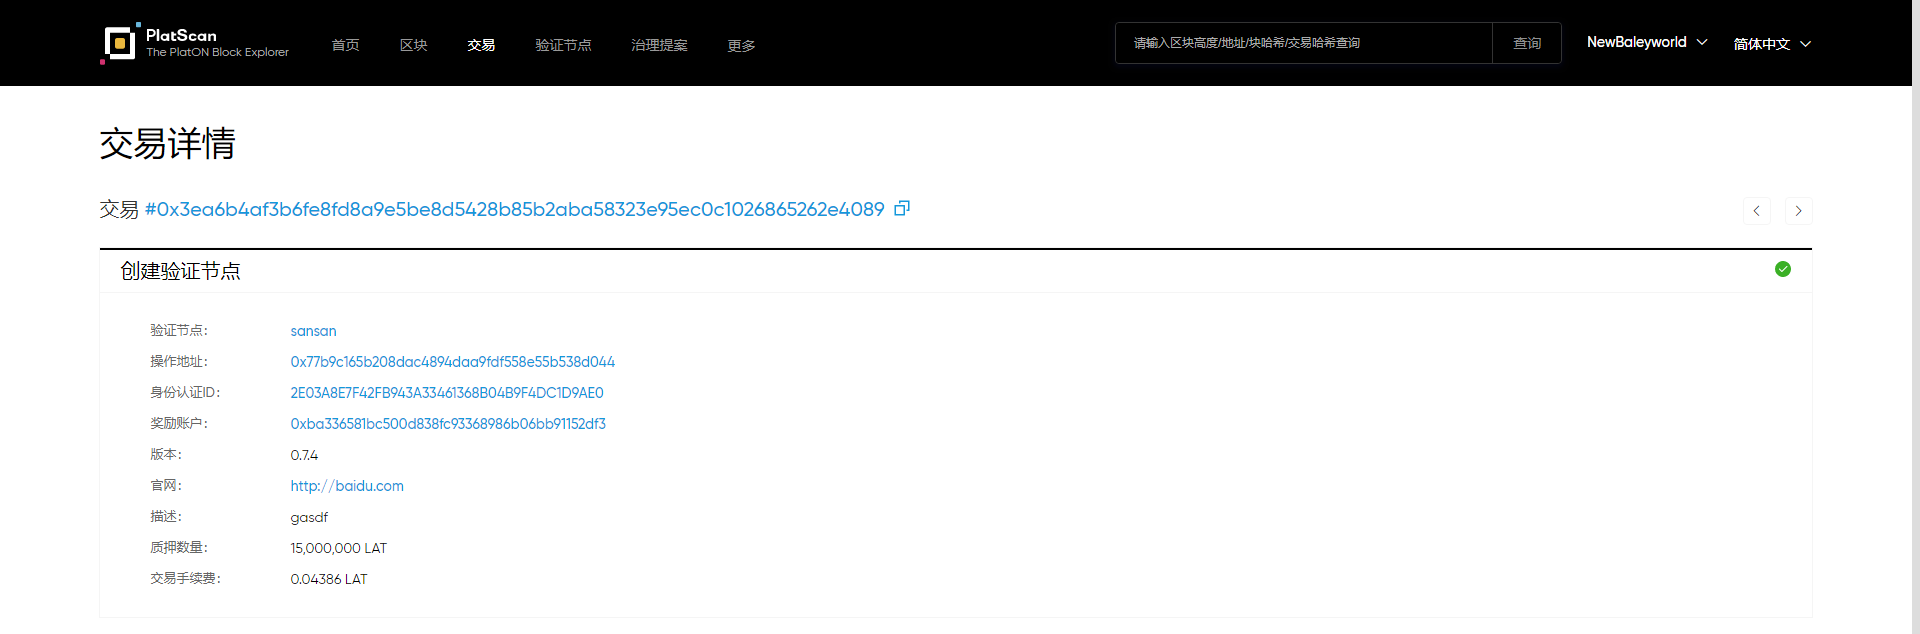 PlatScan
The PlatON Block Explorer
首页 区块 交易 验证节点 治理提案 更多
请输入区块高度/地址/块哈希/交易哈希查询 查询
NewBaleyworld 简体中文
交易详情
交易 #0x3ea6b4af3b6fe8fd8a9e5be8d5428b85b2aba58323e95ec0c1026865262e4089
创建验证节点
验证节点: sansan
操作地址: 0x77b9c165b208dac4894daa9fdf558e55b538d044
身份认证ID: 2E03A8E7F42FB943A33461368B04B9F4DC1D9AE0
奖励账户: 0xba336581bc500d838fc93368986b06bb91152df3
版本: 0.7.4
官网: http://baidu.com
描述: gasdf
质押数量: 15,000,000 LAT
交易手续费: 0.04386 LAT